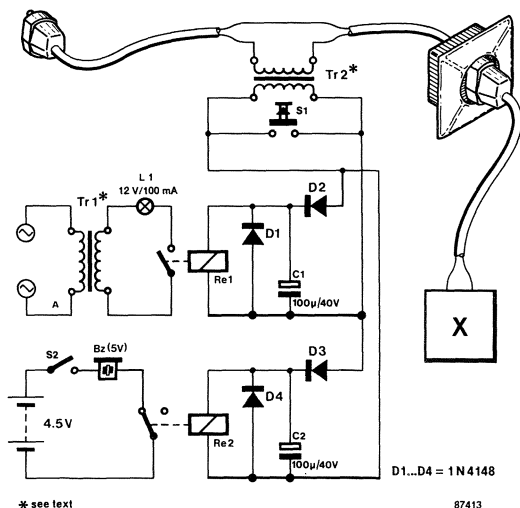 Tr2*
S1
L1
12 V/100 mA
Tr1*
D2
D1
C1
100µ/40V
Re1
A
X
S2
Bz(5V)
D3
D4
4.5V
Re2
C2
100µ/40V
D1...D4 = 1N4148
* see text
87413